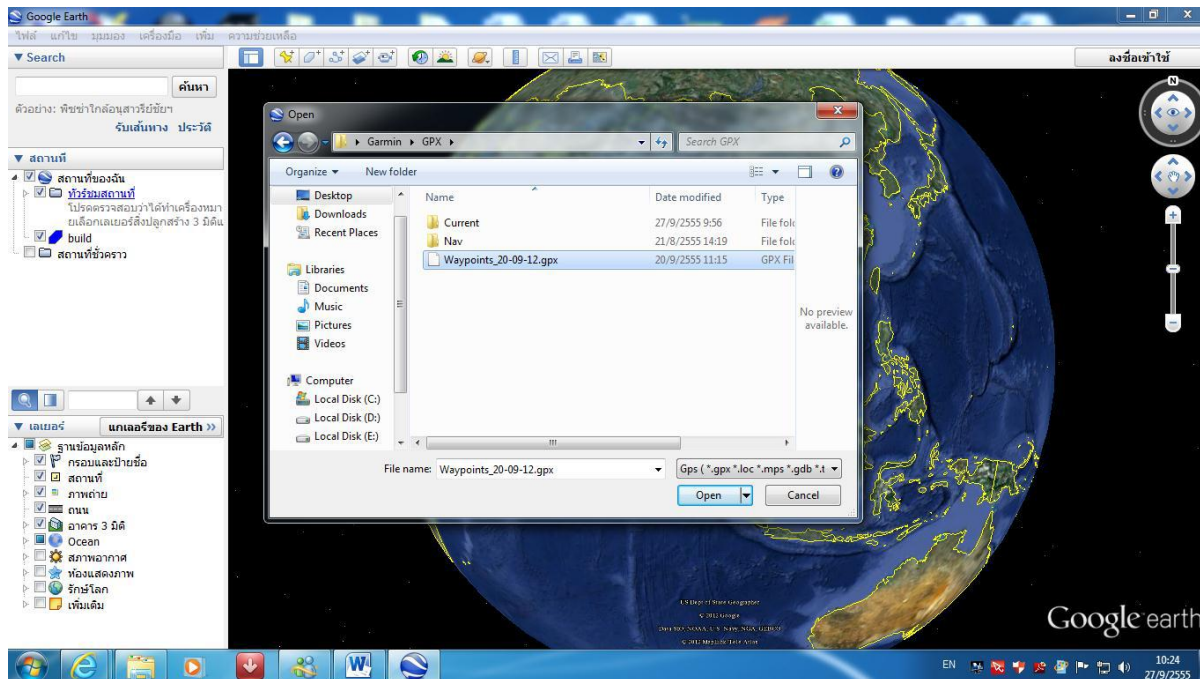 Google Earth
ไฟล์ แก้ไข มุมมอง เครื่องมือ เพิ่ม ความช่วยเหลือ
▼ Search
ลงชื่อเข้าใช้
ค้นหา
ตัวอย่าง: พิซซ่าใกล้อนุสาวรีย์ชัยฯ
รับเส้นทาง ประวัติ
▼ สถานที่
สถานที่ของฉัน
ทัวร์ชมสถานที่
โปรดตรวจสอบว่าได้ทำเครื่องหมา
ยเลือกเลเยอร์สิ่งปลูกสร้าง 3 มิติแ
build
สถานที่ชั่วคราว
▼ เลเยอร์
แกเลอรีของ Earth >>
ฐานข้อมูลหลัก
กรอบและป้ายชื่อ
สถานที่
ภาพถ่าย
ถนน
อาคาร 3 มิติ
Ocean
สภาพอากาศ
ห้องแสดงภาพ
รักษ์โลก
เพิ่มเติม
Open
Garmin ▸ GPX ▸
Search GPX
Organize ▼ New folder
Desktop
Downloads
Recent Places
Libraries
Documents
Music
Pictures
Videos
Computer
Local Disk (C:)
Local Disk (D:)
Local Disk (E:)
Name Date modified Type
Current 27/9/2555 9:56 File fold
Nav 21/8/2555 14:19 File fold
Waypoints_20-09-12.gpx 20/9/2555 11:15 GPX Fil
No preview
available.
File name: Waypoints_20-09-12.gpx
Gps ( *.gpx *.loc *.mps *.gdb *.t
Open Cancel
N
US Dept of State Geographer
© 2012 Google
Data SIO, NOAA, U.S. Navy, NGA, GEBCO
Google earth
EN
10:24
27/9/2555